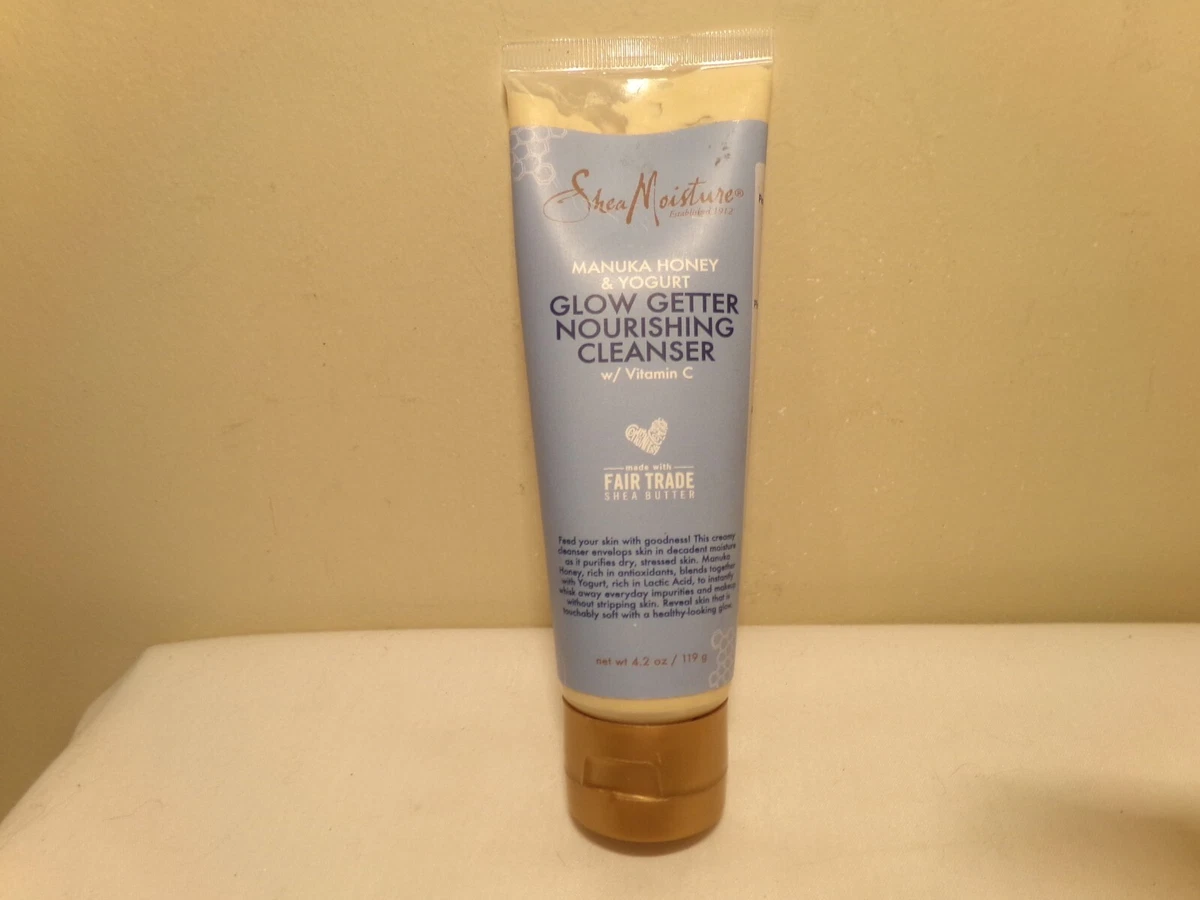 SheaMoisture®
Established 1912
MANUKA HONEY
& YOGURT
GLOW GETTER
NOURISHING
CLEANSER
w/ Vitamin C
made with
FAIR TRADE
SHEA BUTTER
Feed your skin with goodness! This creamy
cleanser envelops skin in decadent moisture
as it purifies dry, stressed skin. Manuka
Honey, rich in antioxidants, blends together
with Yogurt, rich in Lactic Acid, to instantly
whisk away everyday impurities and makeup
without stripping skin. Reveal skin that is
touchably soft with a healthy-looking glow.
net wt 4.2 oz / 119 g